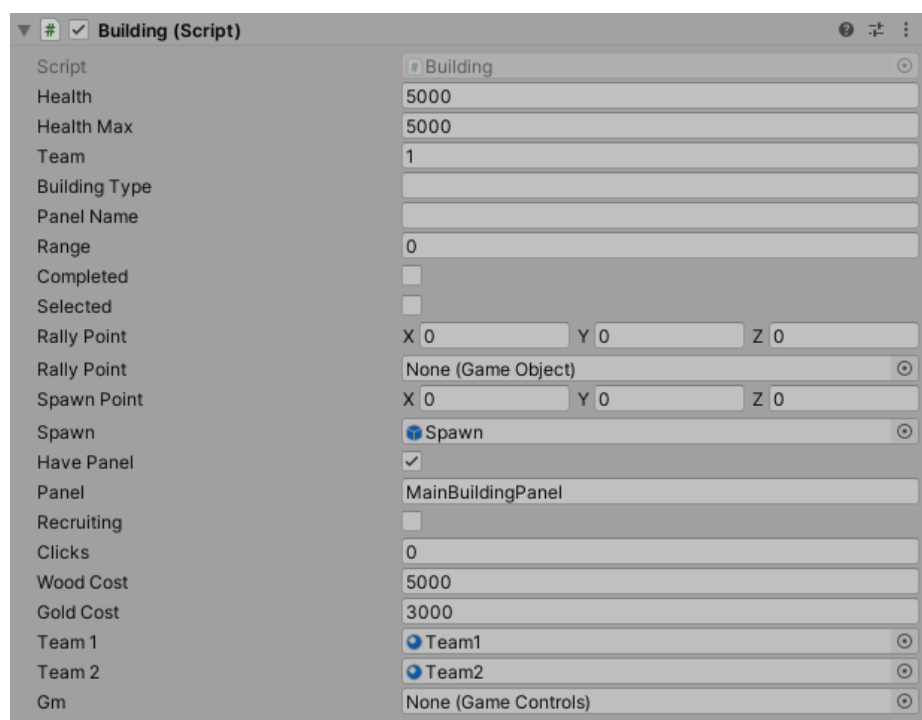 Building (Script)
Script Building
Health 5000
Health Max 5000
Team 1
Building Type
Panel Name
Range 0
Completed
Selected
Rally Point X 0 Y 0 Z 0
Rally Point None (Game Object)
Spawn Point X 0 Y 0 Z 0
Spawn Spawn
Have Panel
Panel MainBuildingPanel
Recruiting
Clicks 0
Wood Cost 5000
Gold Cost 3000
Team 1 Team1
Team 2 Team2
Gm None (Game Controls)